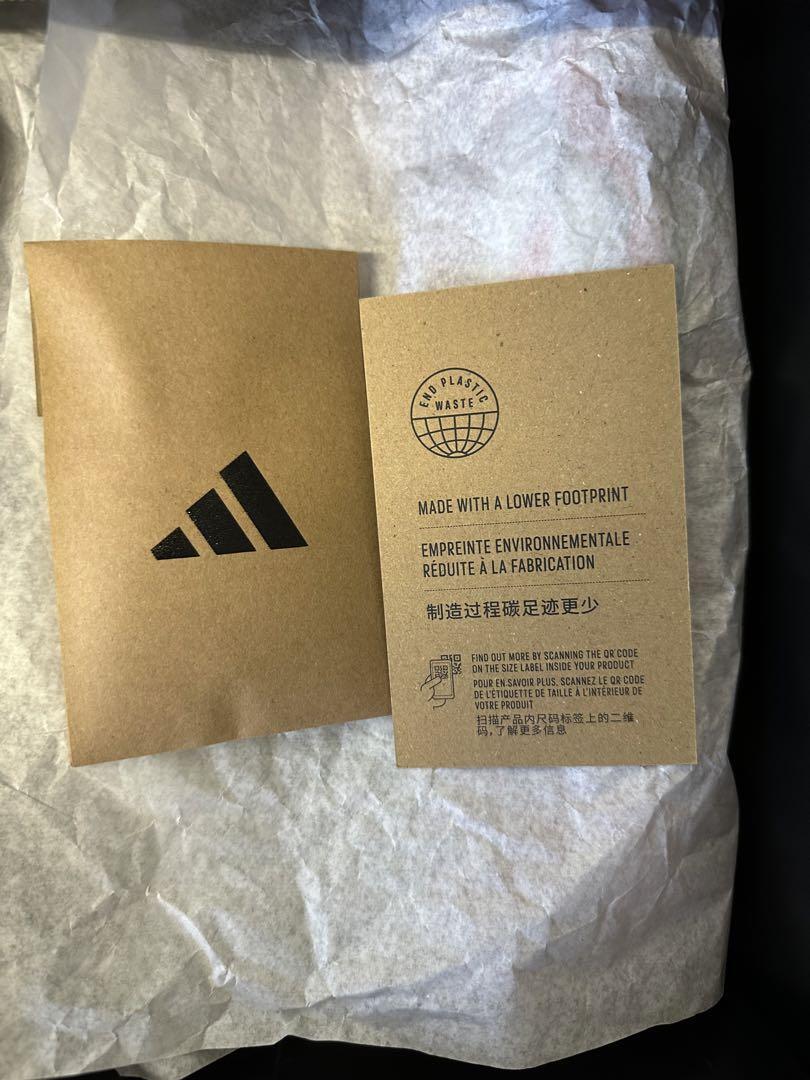 END PLASTIC
WASTE
MADE WITH A LOWER FOOTPRINT
EMPREINTE ENVIRONNEMENTALE
RÉDUITE À LA FABRICATION
制造过程碳足迹更少
FIND OUT MORE BY SCANNING THE QR CODE
ON THE SIZE LABEL INSIDE YOUR PRODUCT
POUR EN SAVOIR PLUS, SCANNEZ LE QR CODE
DE L'ÉTIQUETTE DE TAILLE À L'INTÉRIEUR DE
VOTRE PRODUIT
扫描产品内尺码标签上的二维
码,了解更多信息